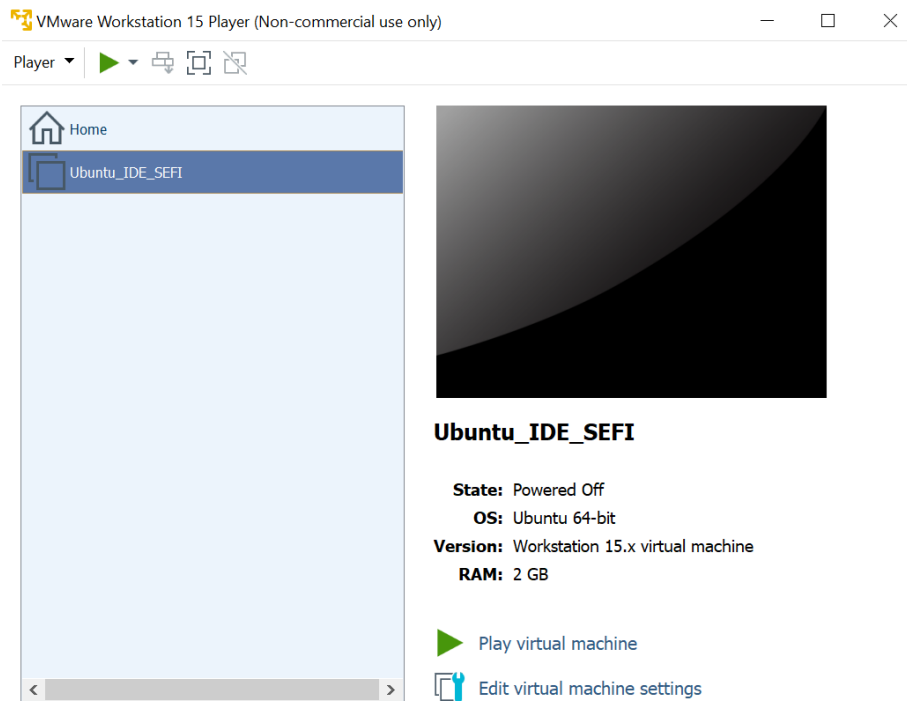 VMware Workstation 15 Player (Non-commercial use only)
Player
Home
Ubuntu_IDE_SEFI
Ubuntu_IDE_SEFI
State: Powered Off
OS: Ubuntu 64-bit
Version: Workstation 15.x virtual machine
RAM: 2 GB
Play virtual machine
Edit virtual machine settings